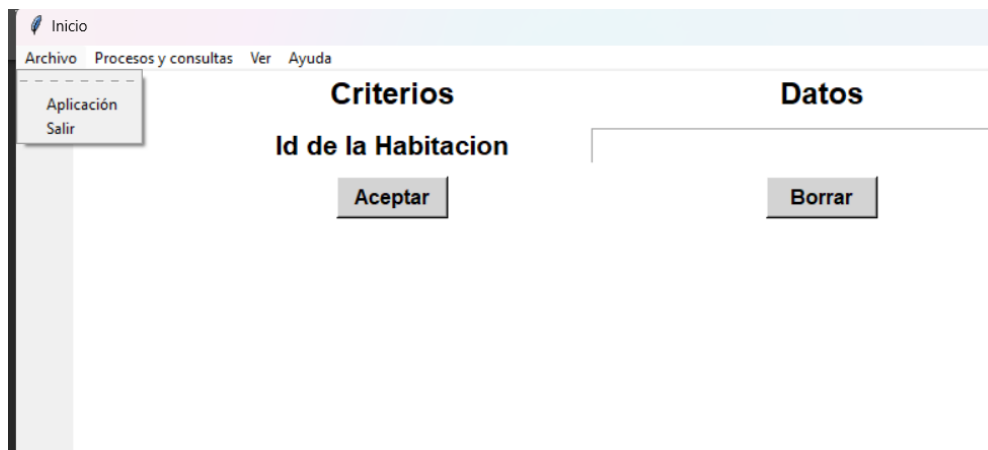 Inicio
Archivo Procesos y consultas Ver Ayuda
Criterios Datos
Aplicación
Salir
Id de la Habitacion
Aceptar Borrar